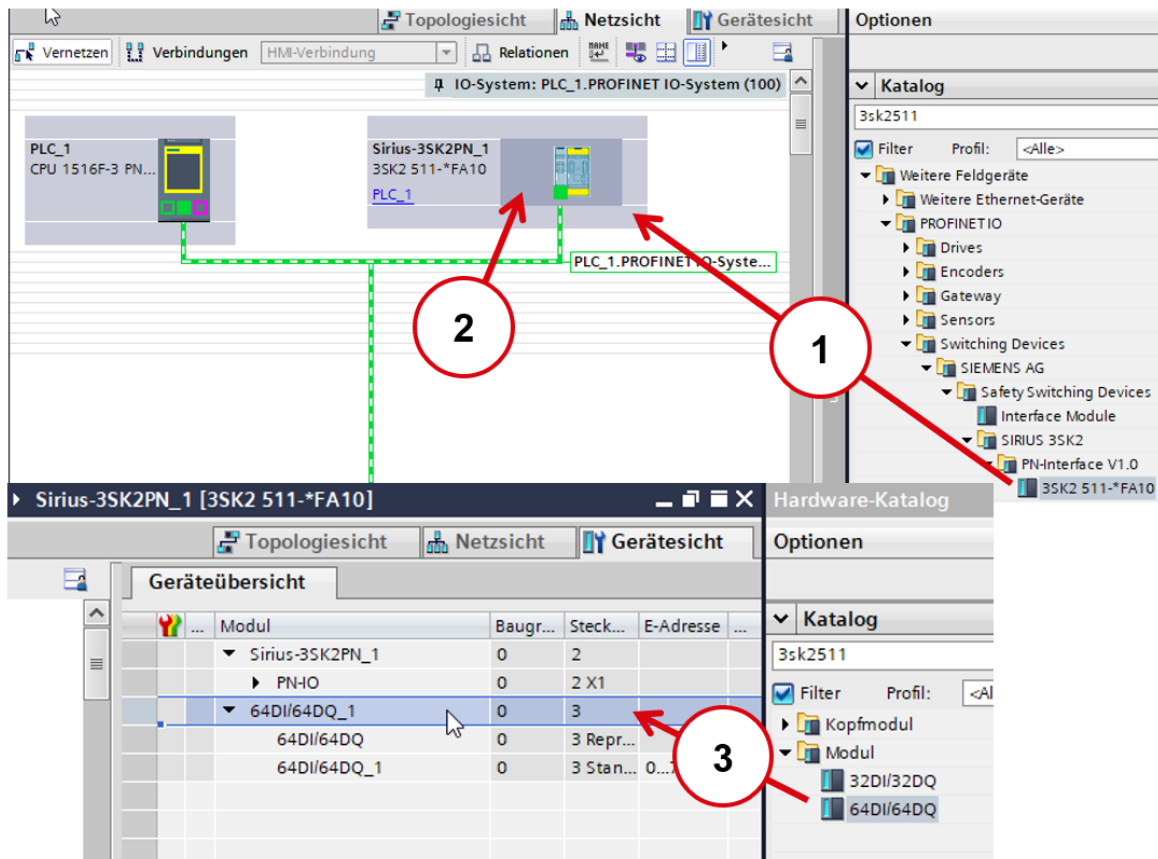 Topologiesicht Netzsicht Gerätesicht Optionen
Vernetzen Verbindungen HMI-Verbindung Relationen
IO-System: PLC_1.PROFINET IO-System (100)
Katalog
3sk2511
Filter Profil: <Alle>
PLC_1
CPU 1516F-3 PN...
Sirius-3SK2PN_1
3SK2 511-*FA10
PLC_1
PLC_1.PROFINET IO-Syste...
2
1
Weitere Feldgeräte
Weitere Ethernet-Geräte
PROFINET IO
Drives
Encoders
Gateway
Sensors
Switching Devices
SIEMENS AG
Safety Switching Devices
Interface Module
SIRIUS 3SK2
PN-Interface V1.0
3SK2 511-*FA10
Sirius-3SK2PN_1 [3SK2 511-*FA10] Hardware-Katalog
Topologiesicht Netzsicht Gerätesicht Optionen
Geräteübersicht
... Modul Baugr... Steck... E-Adresse ...
Sirius-3SK2PN_1 0 2
PN-IO 0 2 X1
64DI/64DQ_1 0 3
64DI/64DQ 0 3 Repr...
64DI/64DQ_1 0 3 Stan...
3
Katalog
3sk2511
Filter Profil: <Al
Kopfmodul
Modul
32DI/32DQ
64DI/64DQ